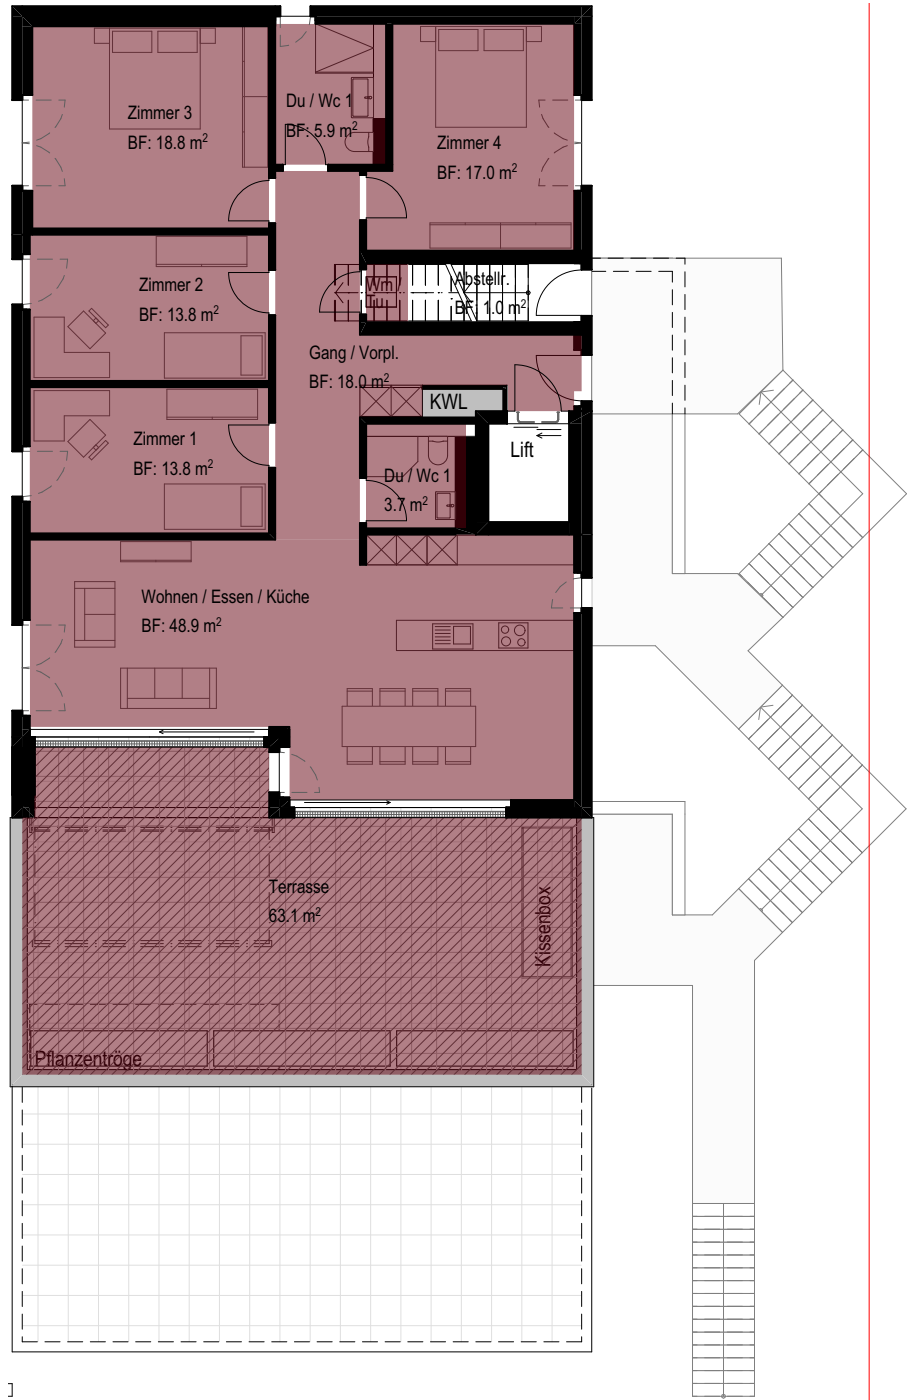 Zimmer 3
BF: 18.8 m²
Du / Wc 1
BF: 5.9 m²
Zimmer 4
BF: 17.0 m²
Zimmer 2
BF: 13.8 m²
Wm /
Tu
Abstellr.
BF: 1.0 m²
Gang / Vorpl.
BF: 18.0 m²
KWL
Zimmer 1
BF: 13.8 m²
Lift
Du / Wc 1
3.7 m²
Wohnen / Essen / Küche
BF: 48.9 m²
Terrasse
63.1 m²
Kissenbox
Pflanzentröge